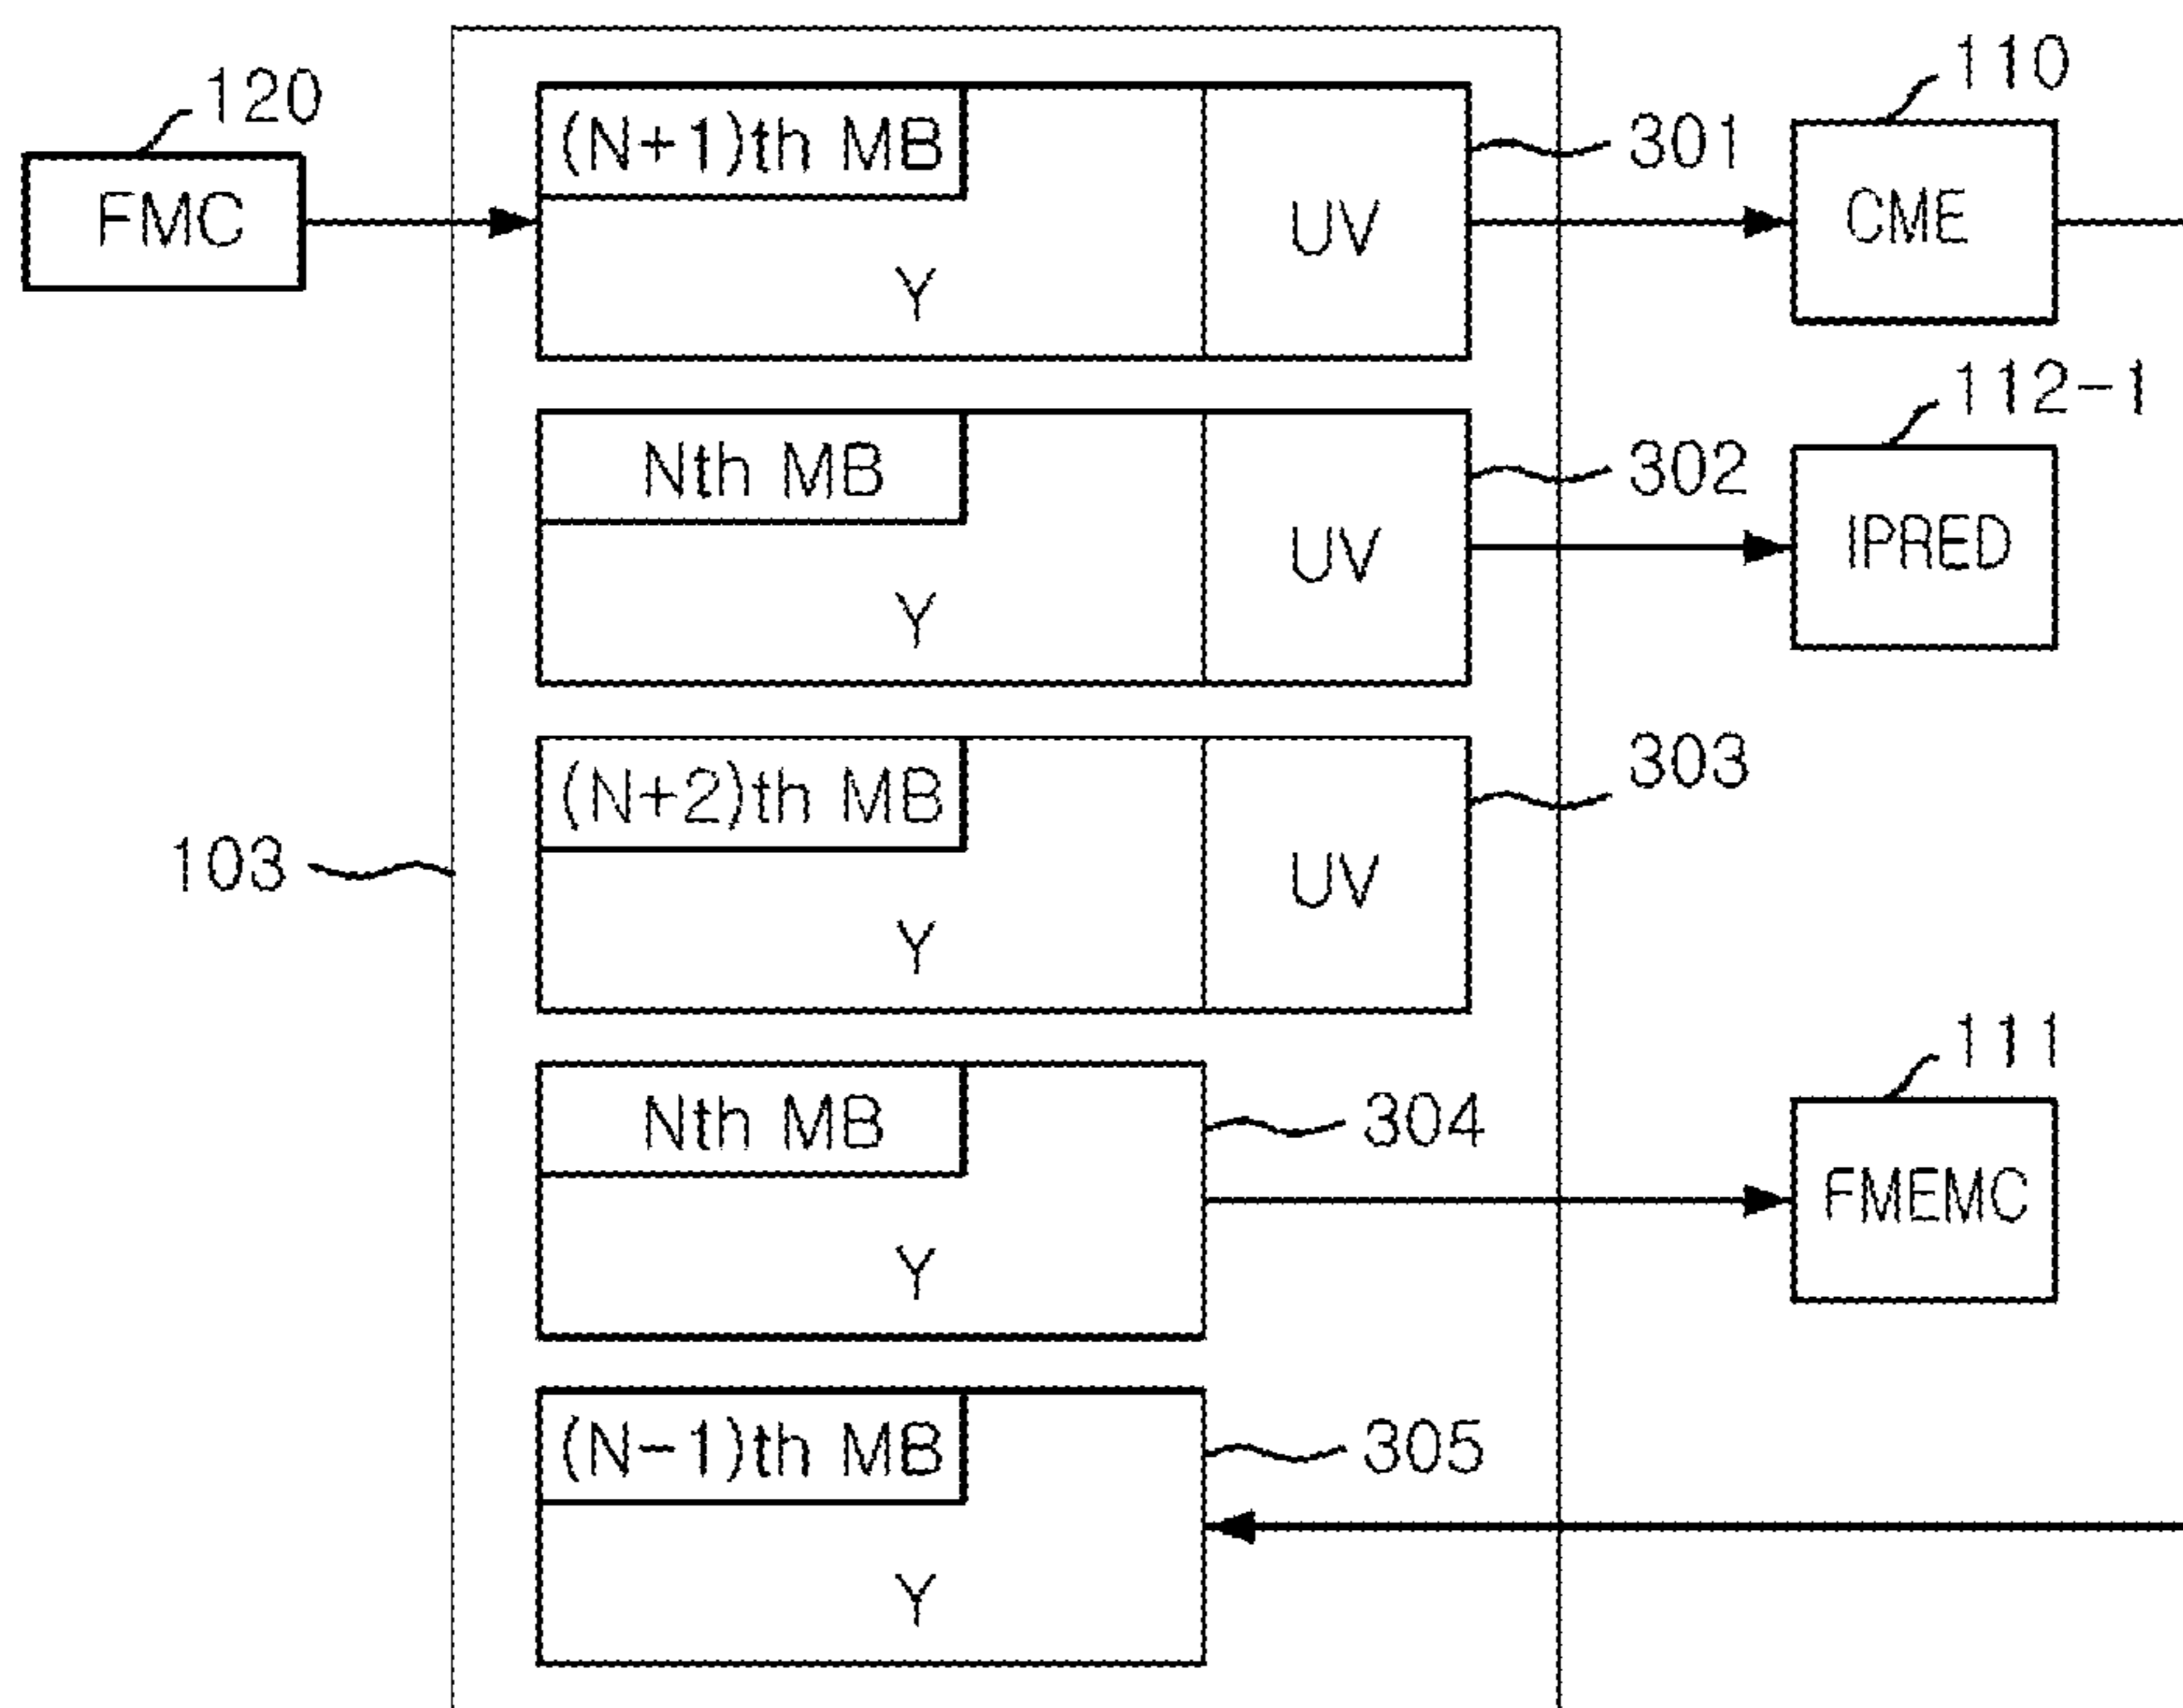 120
FMC
103
(N+1)th MB
Y
UV
301
110
CME
Nth MB
Y
UV
302
112-1
IPRED
(N+2)th MB
Y
UV
303
Nth MB
Y
304
111
FMEMC
(N-1)th MB
Y
305